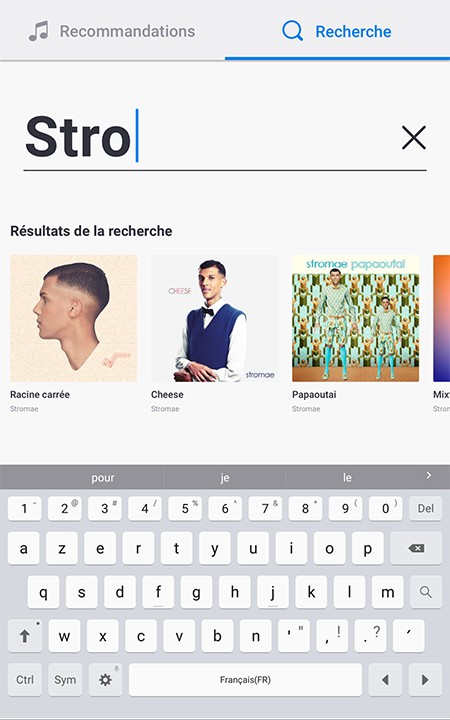 Recommandations
Recherche
Stro
Résultats de la recherche
CHEESE
stromae
stromae papaoutai
Racine carrée
Stromae
Cheese
Stromae
Papaoutai
Stromae
Mix
Stron
pour
je
le
1 - 2 @ 3 # 4 / 5 % 6 ^ 7 & 8 * 9 ( 0 ) Del
a z e r t y u i o p
q s d f g h j k l m
w x c v b n ' " , ! . ? ´
Ctrl Sym Français(FR)